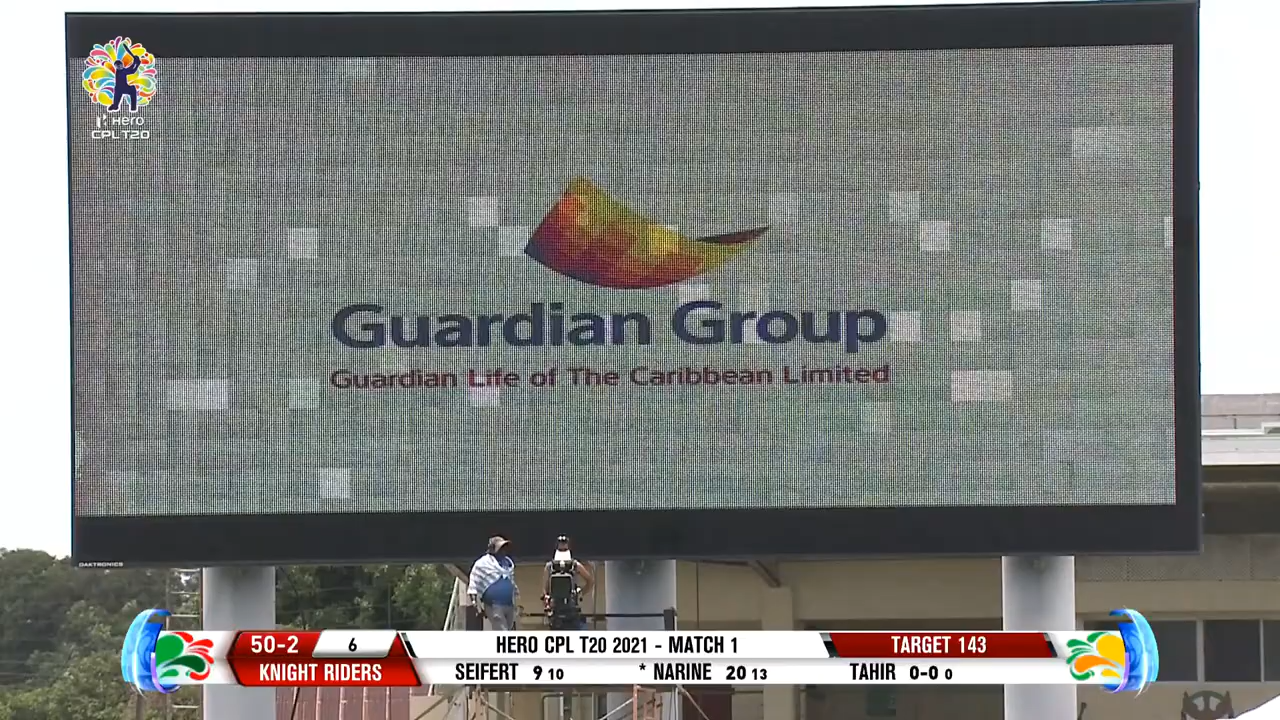 Hero
CPL T20
Guardian Group
Guardian Life of The Caribbean Limited
DAKTRONICS
50-2 6 HERO CPL T20 2021 - MATCH 1 TARGET 143
KNIGHT RIDERS SEIFERT 9 10 * NARINE 20 13 TAHIR 0-0 0